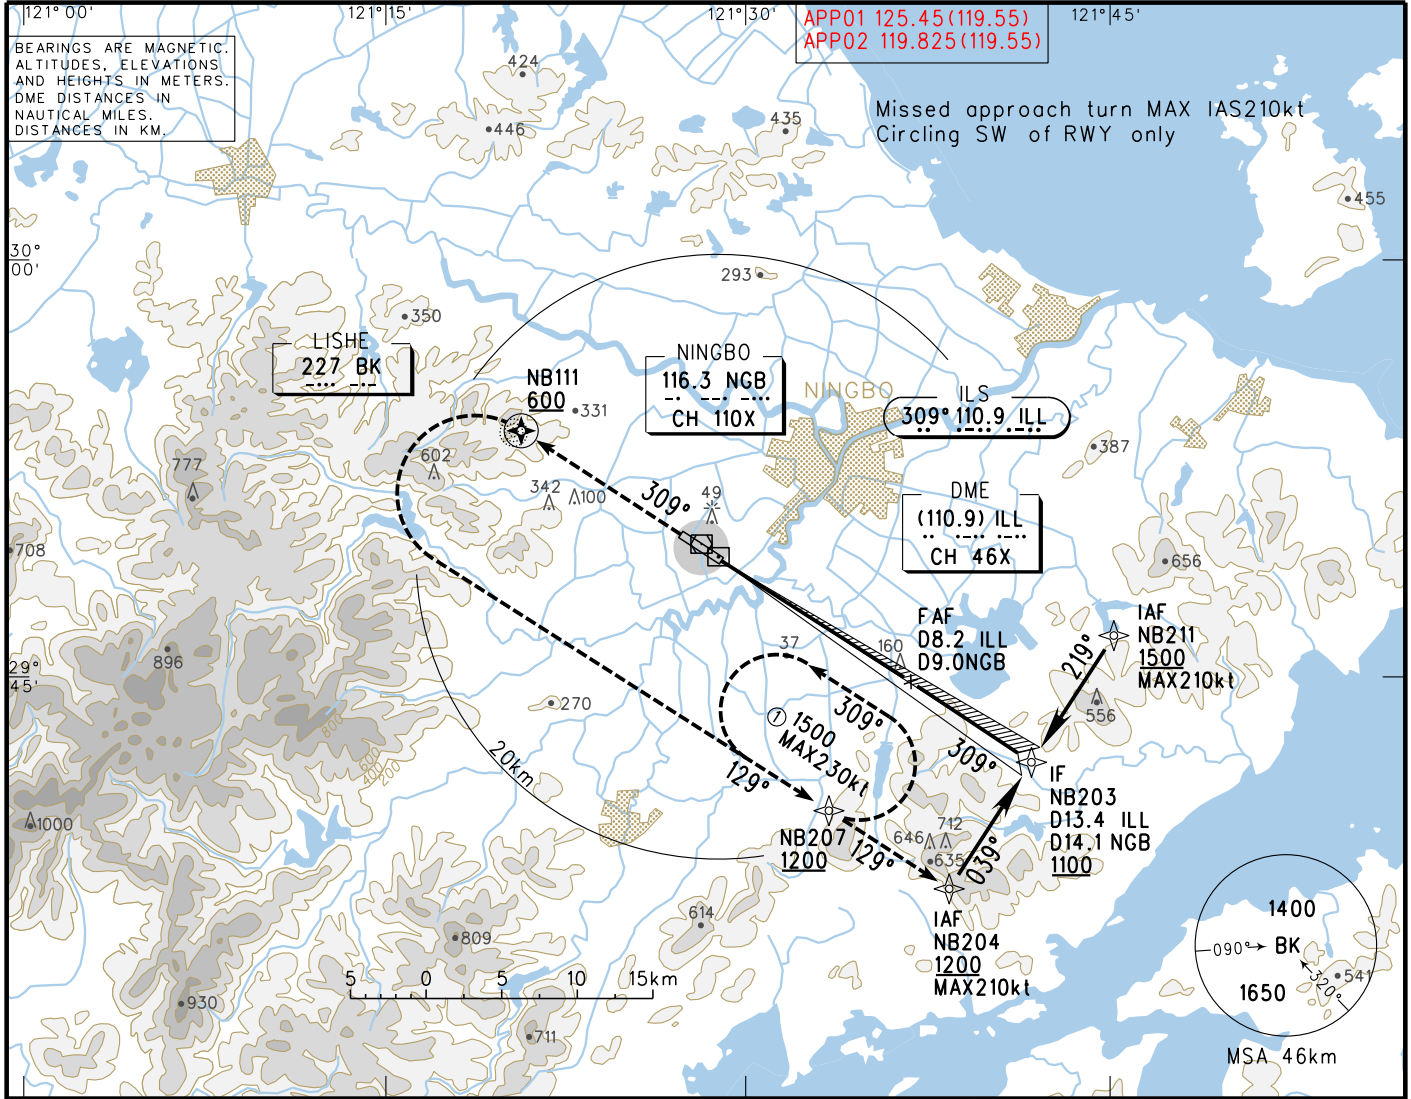 121° 00'
121° 15'
121° 30'
121° 45'
APP01 125.45(119.55)
APP02 119.825(119.55)
BEARINGS ARE MAGNETIC.
ALTITUDES, ELEVATIONS
AND HEIGHTS IN METERS.
DME DISTANCES IN
NAUTICAL MILES.
DISTANCES IN KM.
Missed approach turn MAX IAS210kt
Circling SW of RWY only
424
446
435
455
30°
00'
293
350
LISHE
227 BK
NB111
600
331
NINGBO
116.3 NGB
CH 110X
NINGBO
ILS
309° 110.9 ILL
387
777
602
342
100
309°
49
DME
(110.9) ILL
CH 46X
708
656
FAF
D8.2 ILL
D9.0NGB
IAF
NB211
1500
MAX210kt
219°
37
160
896
29°
45'
270
556
800
600
400
200
20km
① 1500
MAX230kt
309°
309°
129°
IF
NB203
D13.4 ILL
D14.1 NGB
1100
1000
NB207
1200
129°
646
712
635
039°
IAF
NB204
1200
MAX210kt
614
809
930
711
5 0 5 10 15km
1400
090°
BK
320°
541
1650
MSA 46km